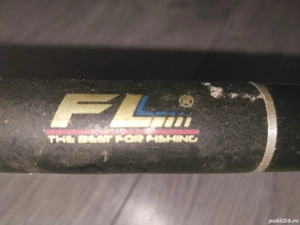 FL ®
THE BEST FOR FISHING
publi24.ro